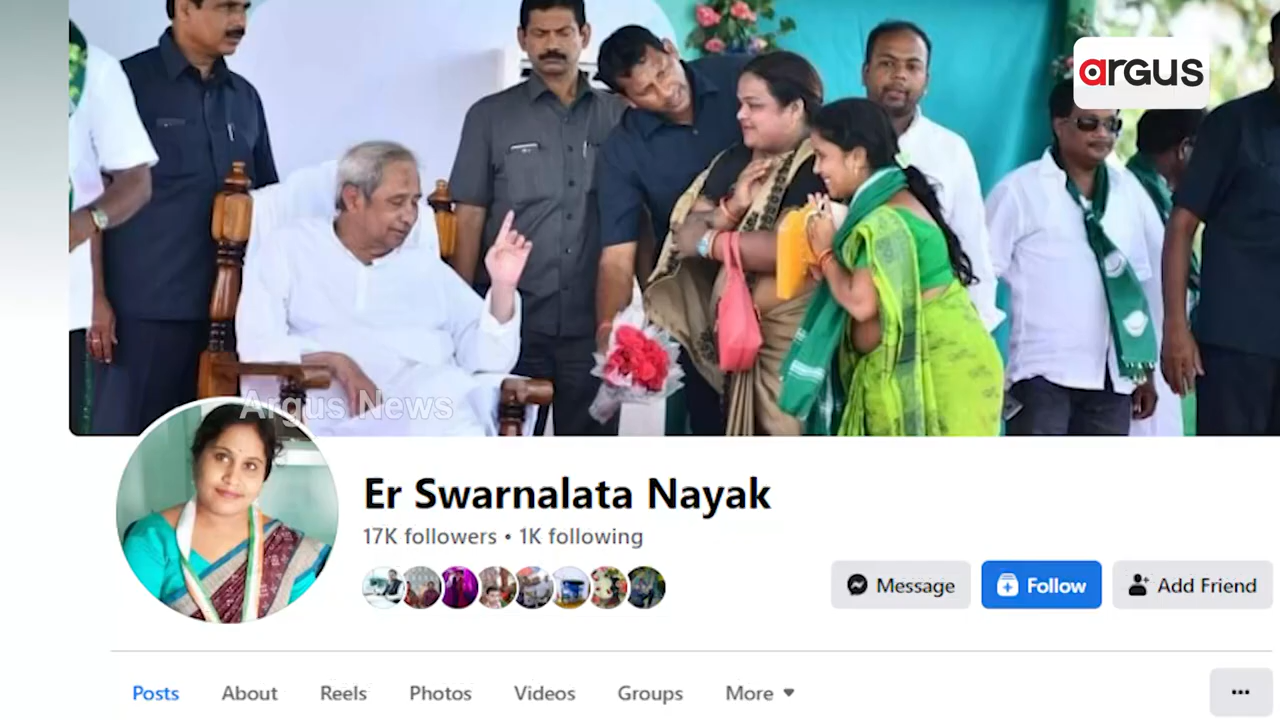 argus
Argus News
Er Swarnalata Nayak
17K followers • 1K following
Message
Follow
Add Friend
Posts
About
Reels
Photos
Videos
Groups
More